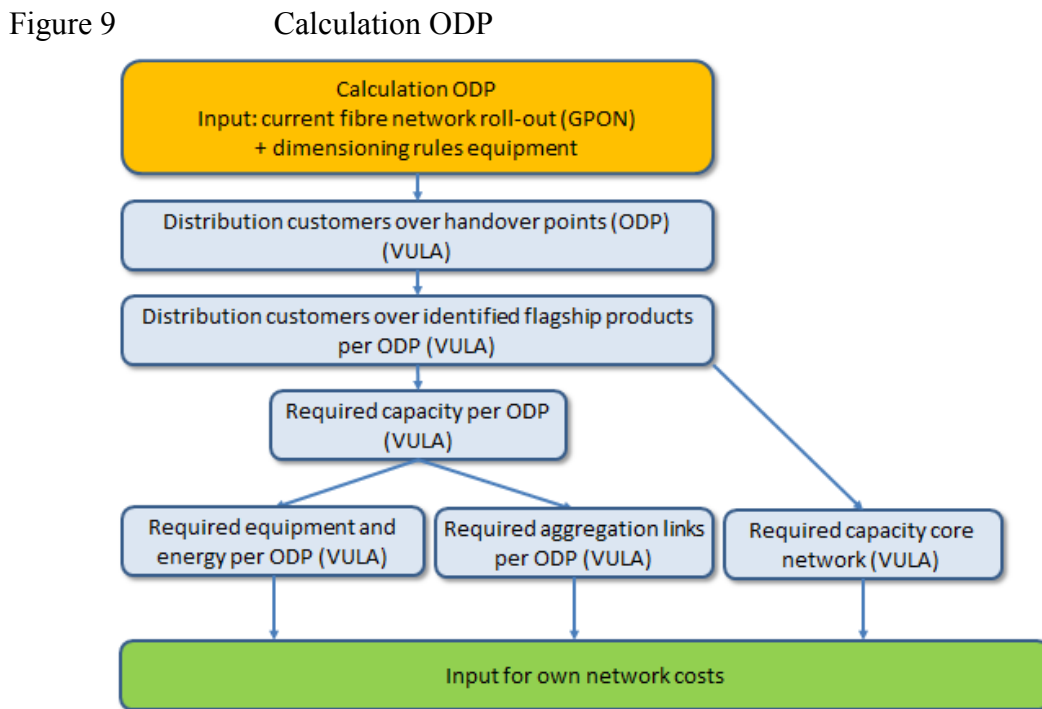 Figure 9 Calculation ODP
Calculation ODP
Input: current fibre network roll-out (GPON)
+ dimensioning rules equipment
Distribution customers over handover points (ODP)
(VULA)
Distribution customers over identified flagship products
per ODP (VULA)
Required capacity per ODP
(VULA)
Required equipment and
energy per ODP (VULA)
Required aggregation links
per ODP (VULA)
Required capacity core
network (VULA)
Input for own network costs